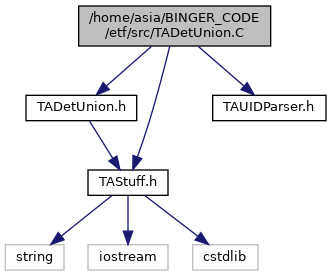 /home/asia/BINGER_CODE
/etf/src/TADetUnion.C
TADetUnion.h
TAUIDParser.h
TAStuff.h
string
iostream
cstdlib